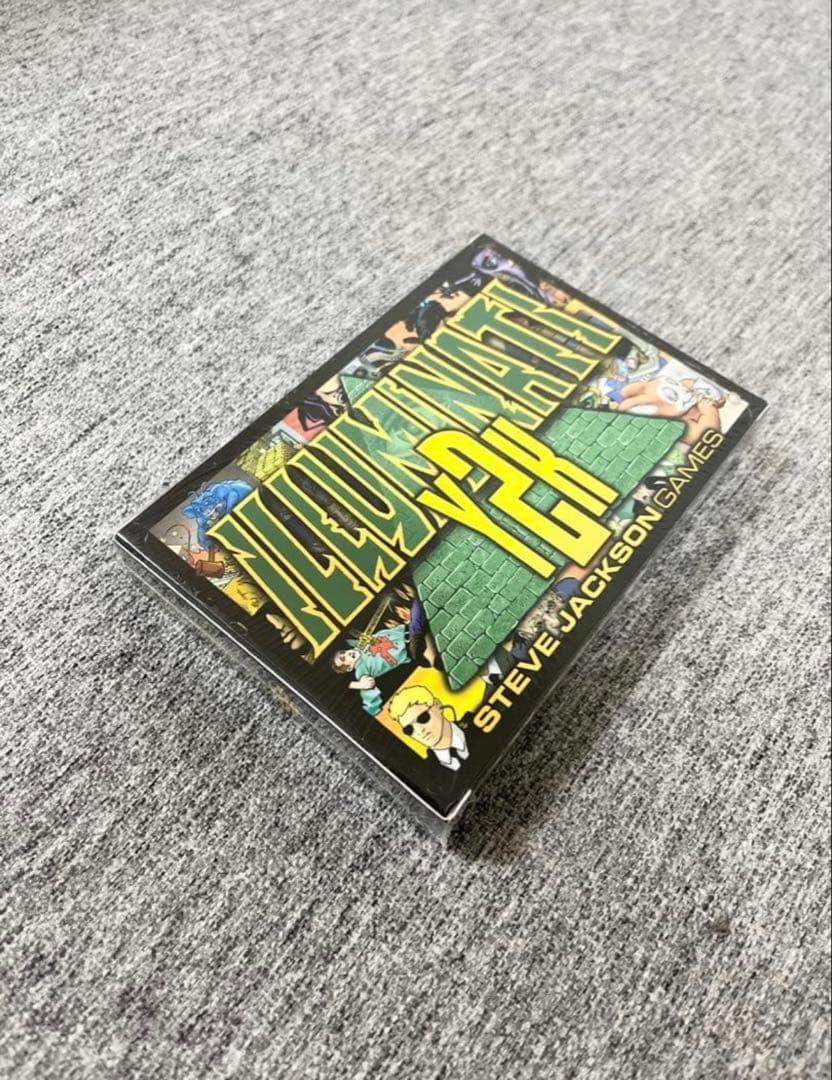 ILLUMINATI
Y2K
STEVE JACKSON GAMES